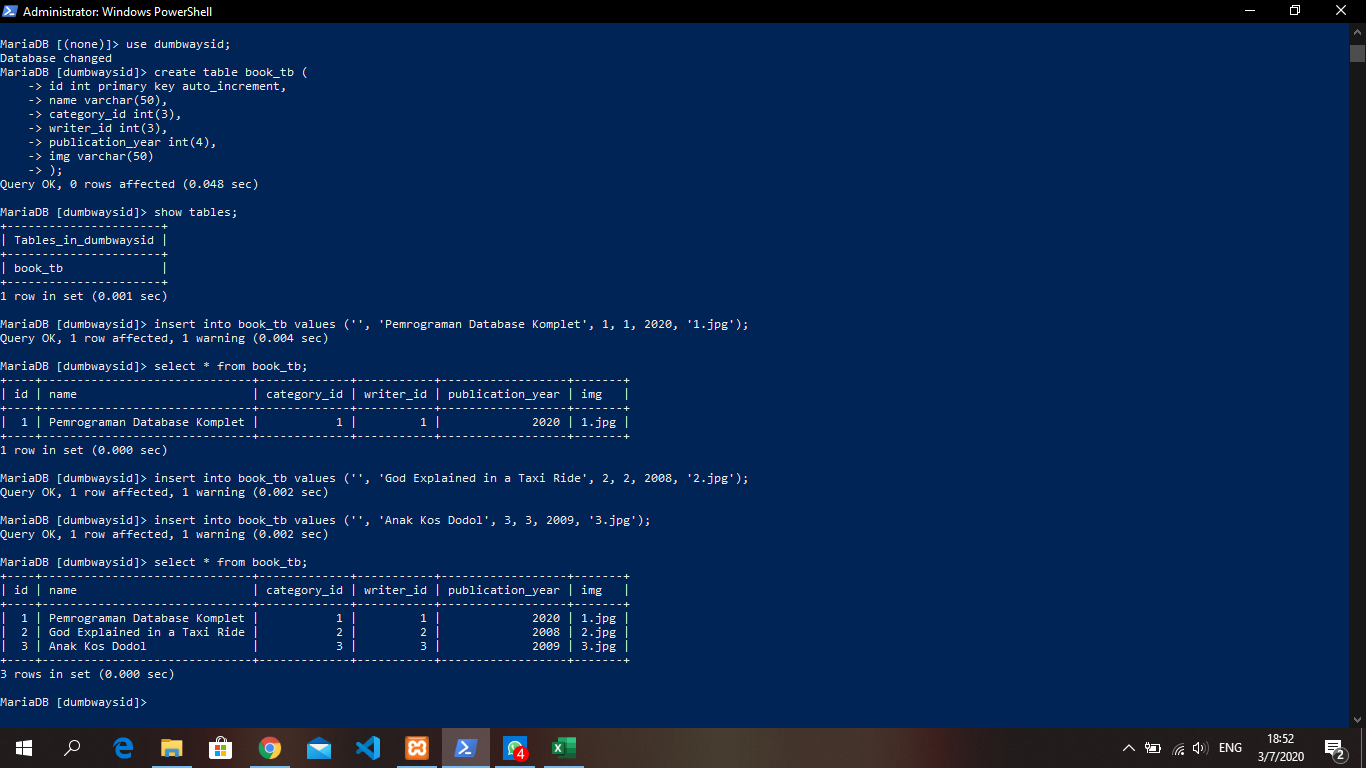 Administrator: Windows PowerShell
MariaDB [(none)]> use dumbwaysid;
Database changed
MariaDB [dumbwaysid]> create table book_tb (
    -> id int primary key auto_increment,
    -> name varchar(50),
    -> category_id int(3),
    -> writer_id int(3),
    -> publication_year int(4),
    -> img varchar(50)
    -> );
Query OK, 0 rows affected (0.048 sec)
MariaDB [dumbwaysid]> show tables;
+----------------------+
| Tables_in_dumbwaysid |
+----------------------+
| book_tb              |
+----------------------+
1 row in set (0.001 sec)
MariaDB [dumbwaysid]> insert into book_tb values ('', 'Pemrograman Database Komplet', 1, 1, 2020, '1.jpg');
Query OK, 1 row affected, 1 warning (0.004 sec)
MariaDB [dumbwaysid]> select * from book_tb;
+----+------------------------------+-------------+-----------+------------------+-------+
| id | name                         | category_id | writer_id | publication_year | img   |
+----+------------------------------+-------------+-----------+------------------+-------+
|  1 | Pemrograman Database Komplet |           1 |         1 |             2020 | 1.jpg |
+----+------------------------------+-------------+-----------+------------------+-------+
1 row in set (0.000 sec)
MariaDB [dumbwaysid]> insert into book_tb values ('', 'God Explained in a Taxi Ride', 2, 2, 2008, '2.jpg');
Query OK, 1 row affected, 1 warning (0.002 sec)
MariaDB [dumbwaysid]> insert into book_tb values ('', 'Anak Kos Dodol', 3, 3, 2009, '3.jpg');
Query OK, 1 row affected, 1 warning (0.002 sec)
MariaDB [dumbwaysid]> select * from book_tb;
+----+------------------------------+-------------+-----------+------------------+-------+
| id | name                         | category_id | writer_id | publication_year | img   |
+----+------------------------------+-------------+-----------+------------------+-------+
|  1 | Pemrograman Database Komplet |           1 |         1 |             2020 | 1.jpg |
|  2 | God Explained in a Taxi Ride |           2 |         2 |             2008 | 2.jpg |
|  3 | Anak Kos Dodol               |           3 |         3 |             2009 | 3.jpg |
+----+------------------------------+-------------+-----------+------------------+-------+
3 rows in set (0.000 sec)
MariaDB [dumbwaysid]>
4
ENG
18:52
3/7/2020
2